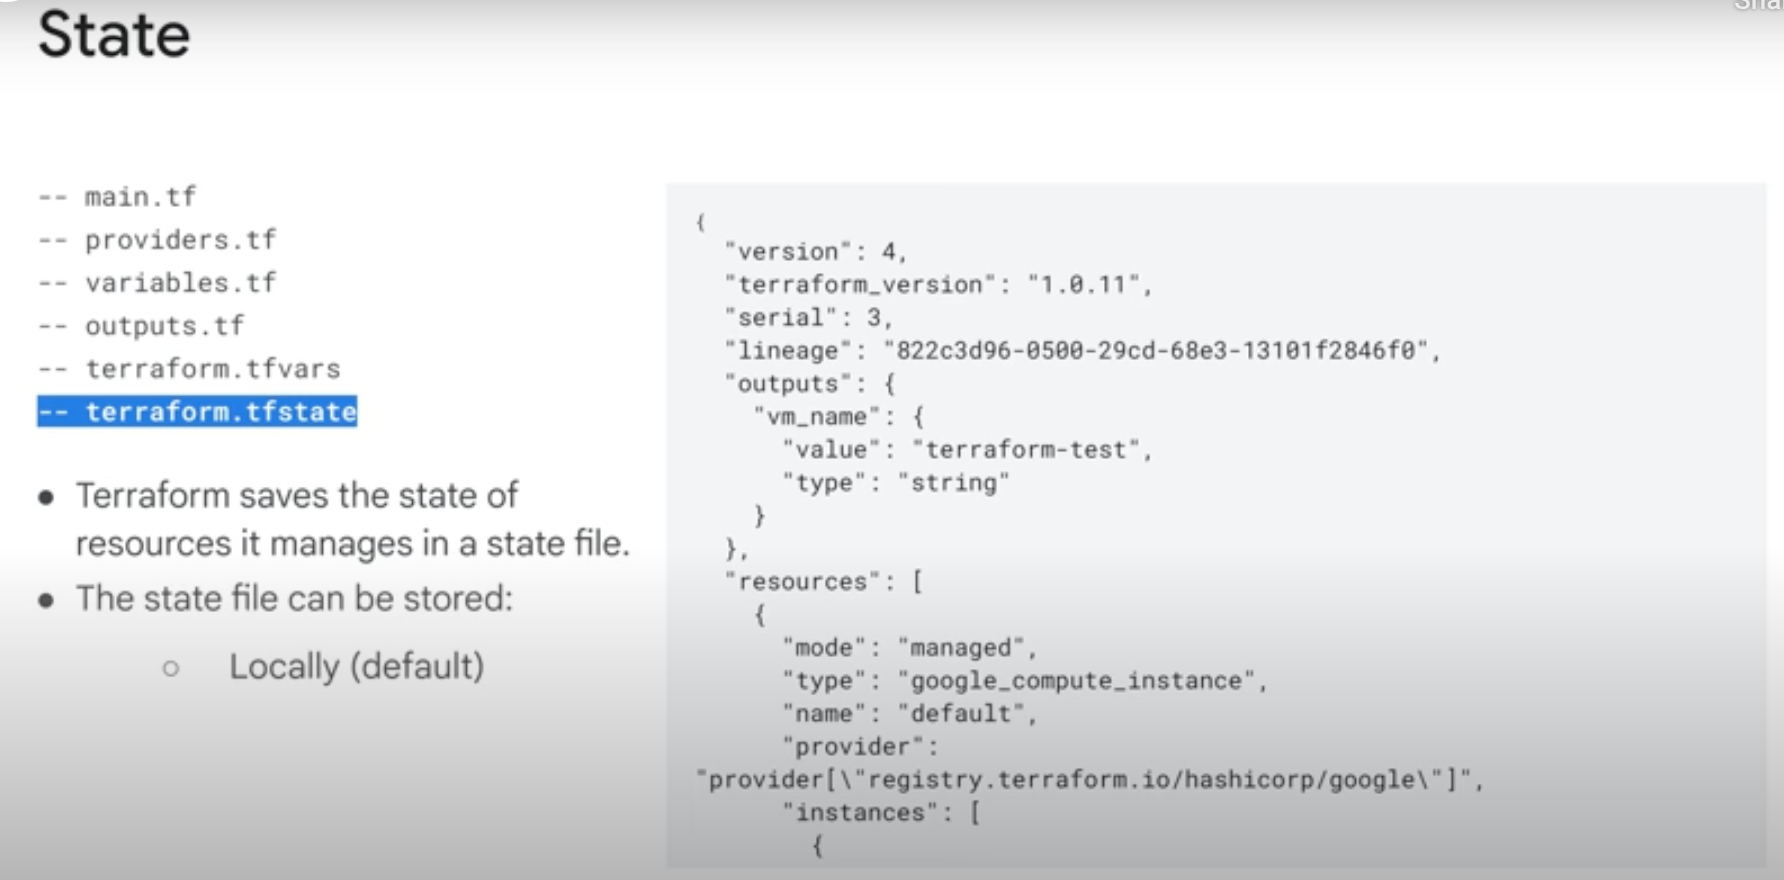 State
-- main.tf
-- providers.tf
-- variables.tf
-- outputs.tf
-- terraform.tfvars
-- terraform.tfstate
● Terraform saves the state of
resources it manages in a state file.
● The state file can be stored:
○ Locally (default)
{
"version": 4,
"terraform_version": "1.0.11",
"serial": 3,
"lineage": "822c3d96-0500-29cd-68e3-13101f2846f0",
"outputs": {
"vm_name": {
"value": "terraform-test",
"type": "string"
}
},
"resources": [
{
"mode": "managed",
"type": "google_compute_instance",
"name": "default",
"provider":
"provider[\"registry.terraform.io/hashicorp/google\"]",
"instances": [
{